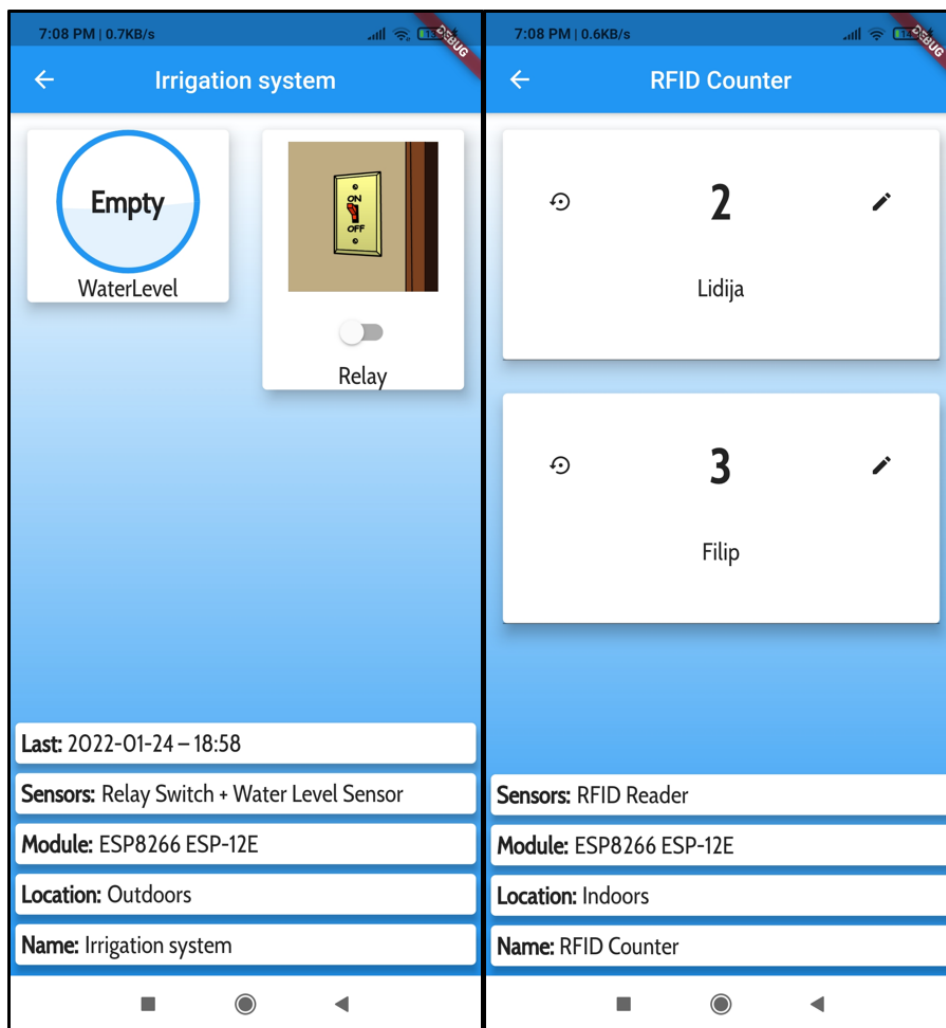 7:08 PM | 0.7KB/s
DEBUG
Irrigation system
Empty
WaterLevel
ON
OFF
Relay
Last: 2022-01-24 – 18:58
Sensors: Relay Switch + Water Level Sensor
Module: ESP8266 ESP-12E
Location: Outdoors
Name: Irrigation system
7:08 PM | 0.6KB/s
DEBUG
RFID Counter
2
Lidija
3
Filip
Sensors: RFID Reader
Module: ESP8266 ESP-12E
Location: Indoors
Name: RFID Counter